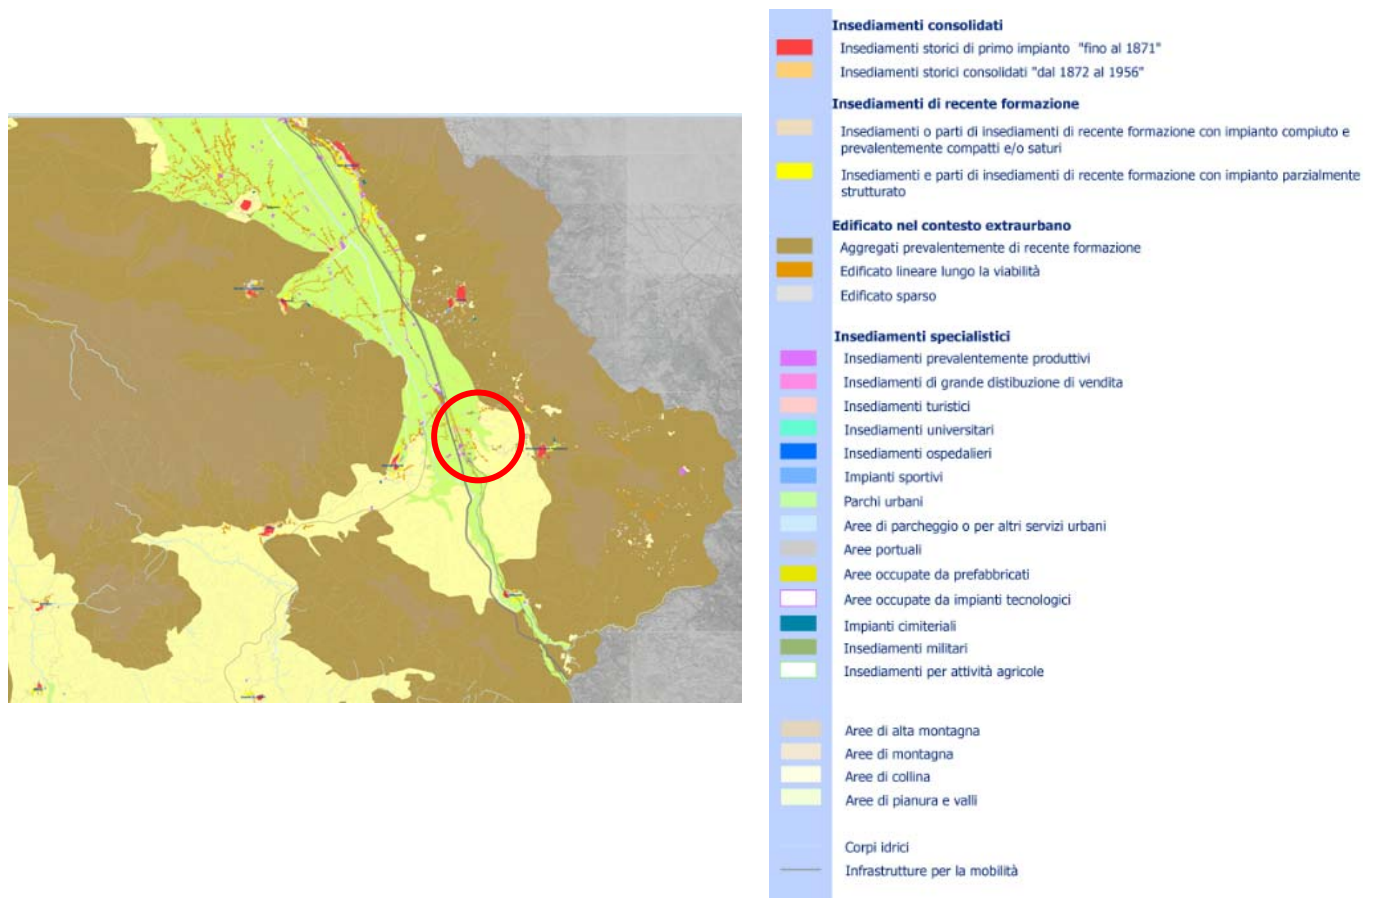 Insediamenti consolidati
Insediamenti storici di primo impianto "fino al 1871"
Insediamenti storici consolidati "dal 1872 al 1956"
Insediamenti di recente formazione
Insediamenti o parti di insediamenti di recente formazione con impianto compiuto e
prevalentemente compatti e/o saturi
Insediamenti e parti di insediamenti di recente formazione con impianto parzialmente
strutturato
Edificato nel contesto extraurbano
Aggregati prevalentemente di recente formazione
Edificato lineare lungo la viabilità
Edificato sparso
Insediamenti specialistici
Insediamenti prevalentemente produttivi
Insediamenti di grande distibuzione di vendita
Insediamenti turistici
Insediamenti universitari
Insediamenti ospedalieri
Impianti sportivi
Parchi urbani
Aree di parcheggio o per altri servizi urbani
Aree portuali
Aree occupate da prefabbricati
Aree occupate da impianti tecnologici
Impianti cimiteriali
Insediamenti militari
Insediamenti per attività agricole
Aree di alta montagna
Aree di montagna
Aree di collina
Aree di pianura e valli
Corpi idrici
Infrastrutture per la mobilità